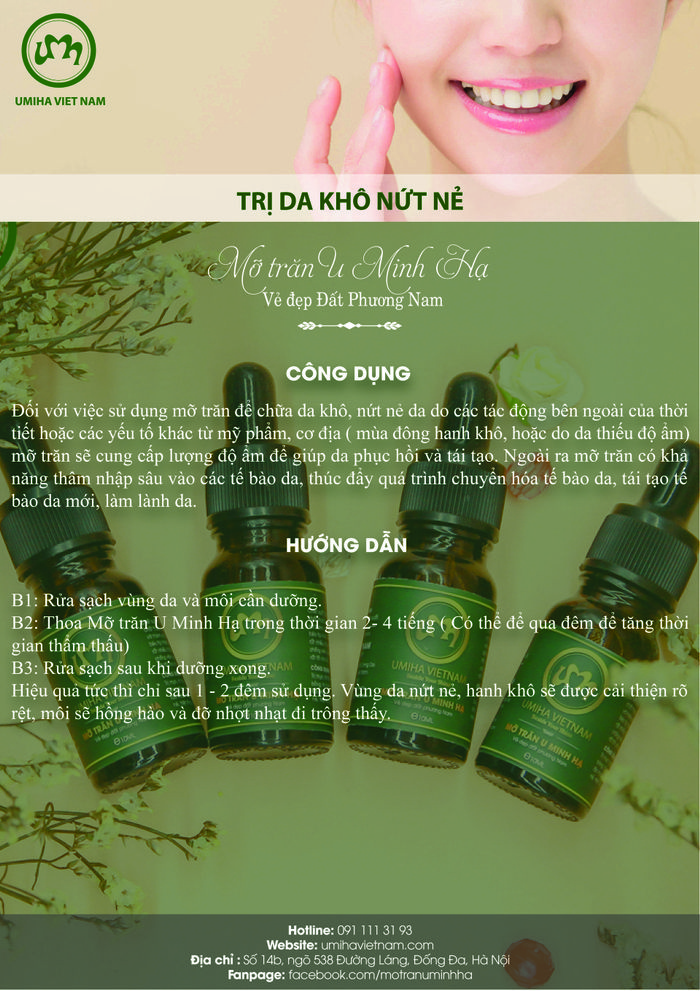 UMIHA VIET NAM
TRỊ DA KHÔ NỨT NẺ
Mỡ trăn U Minh Hạ
Vẻ đẹp Đất Phương Nam
CÔNG DỤNG
Đối với việc sử dụng mỡ trăn để chữa da khô, nứt nẻ da do các tác động bên ngoài của thời
tiết hoặc các yếu tố khác từ mỹ phẩm, cơ địa ( mùa đông hanh khô, hoặc do da thiếu độ ẩm)
mỡ trăn sẽ cung cấp lượng độ ẩm để giúp da phục hồi và tái tạo. Ngoài ra mỡ trăn có khả
năng thâm nhập sâu vào các tế bào da, thúc đẩy quá trình chuyển hóa tế bào da, tái tạo tế
bào da mới, làm lành da.
HƯỚNG DẪN
B1: Rửa sạch vùng da và môi cần dưỡng.
B2: Thoa Mỡ trăn U Minh Hạ trong thời gian 2- 4 tiếng ( Có thể để qua đêm để tăng thời
gian thẩm thấu)
B3: Rửa sạch sau khi dưỡng xong.
Hiệu quả tức thì chỉ sau 1 - 2 đêm sử dụng. Vùng da nứt nẻ, hanh khô sẽ được cải thiện rõ
rệt, môi sẽ hồng hào và đỡ nhợt nhạt đi trông thấy.
UMIHA VIETNAM
UMIHA VIETNAM
MỠ TRĂN U MINH HẠ
Vẻ đẹp đất phương Nam
10ML
Hotline: 091 111 31 93
Website: umihavietnam.com
Địa chỉ : Số 14b, ngõ 538 Đường Láng, Đống Đa, Hà Nội
Fanpage: facebook.com/motranuminhha